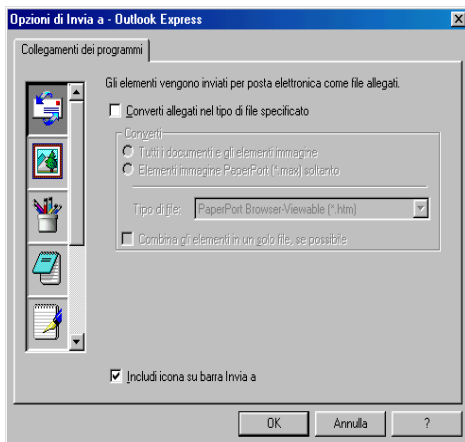 Opzioni di Invia a - Outlook Express
Collegamenti dei programmi
Gli elementi vengono inviati per posta elettronica come file allegati.
Converti allegati nel tipo di file specificato
Converti
Tutti i documenti e gli elementi immagine
Elementi immagine PaperPort (*.max) soltanto
Tipo di file: PaperPort Browser-Viewable (*.htm)
Combina gli elementi in un solo file, se possibile
Includi icona su barra Invia a
OK Annulla ?